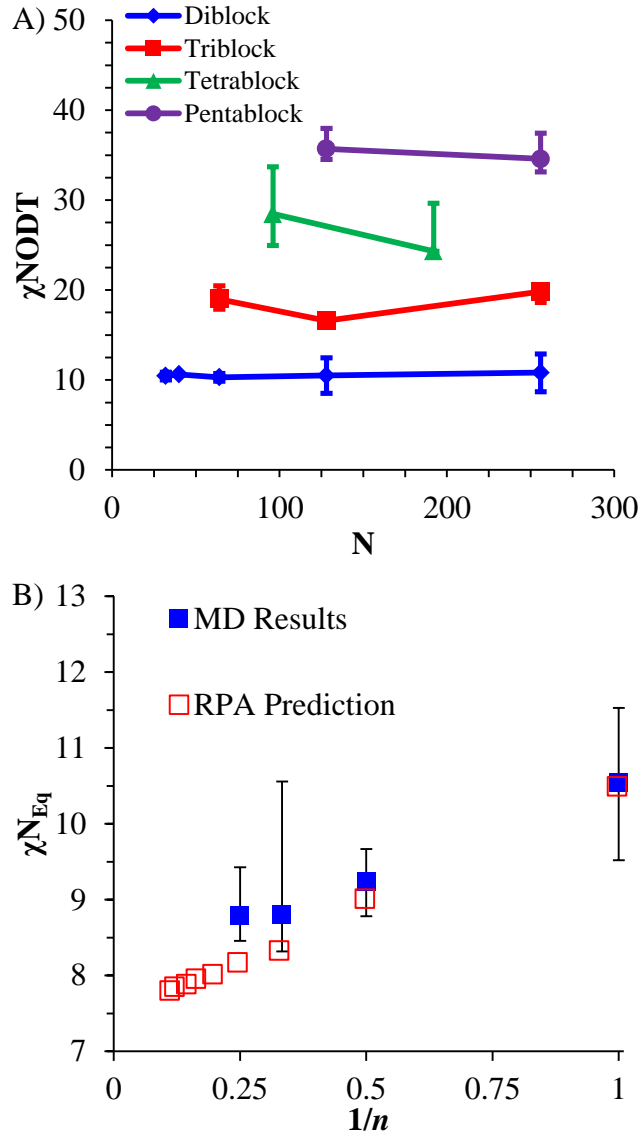 A)
Diblock
Triblock
Tetrablock
Pentablock
50
40
30
20
10
0
χNODT
0 100 200 300
N
B)
MD Results
RPA Prediction
13
12
11
10
9
8
7
χN_Eq
0 0.25 0.5 0.75 1
1/n